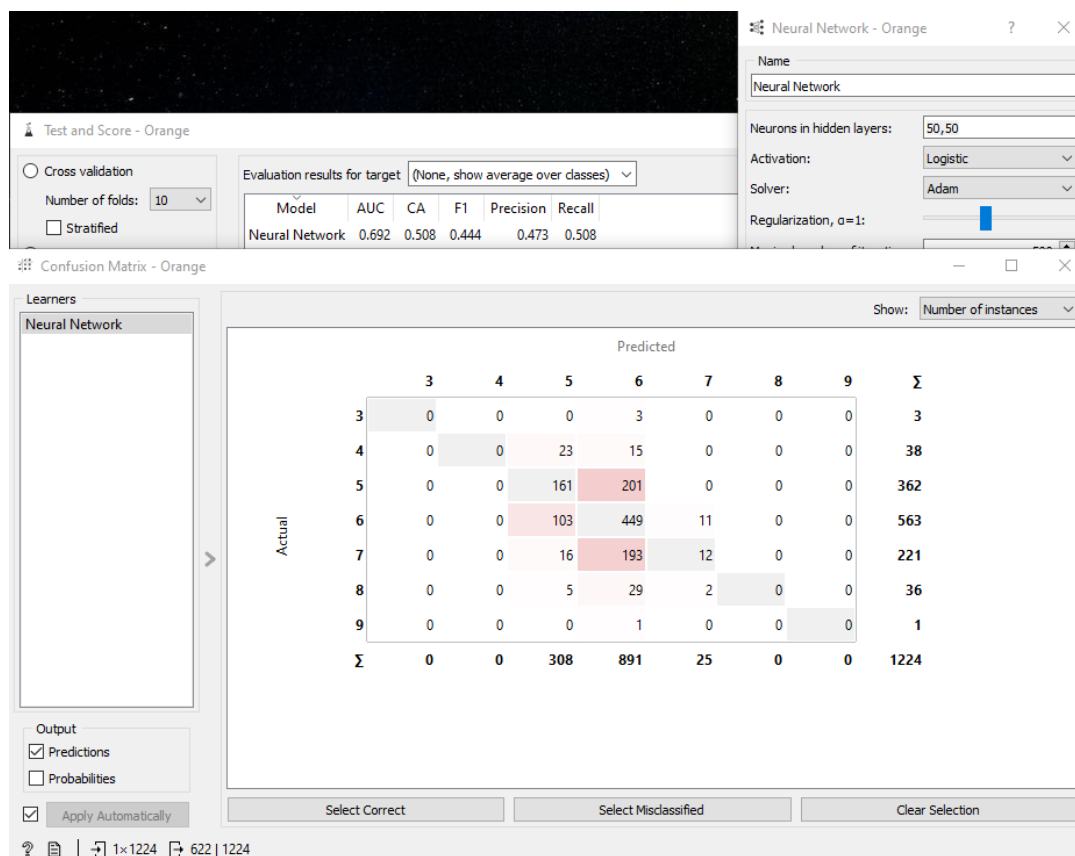 Neural Network - Orange
Name
Neural Network
Test and Score - Orange
Neurons in hidden layers: 50,50
Cross validation
Evaluation results for target (None, show average over classes)
Activation: Logistic
Number of folds: 10
Solver: Adam
Model AUC CA F1 Precision Recall
Stratified
Regularization, α=1:
Neural Network 0.692 0.508 0.444 0.473 0.508
Confusion Matrix - Orange
Learners
Show: Number of instances
Neural Network
Predicted
3 4 5 6 7 8 9 Σ
3 0 0 0 3 0 0 0 3
4 0 0 23 15 0 0 0 38
5 0 0 161 201 0 0 0 362
Actual
6 0 0 103 449 11 0 0 563
7 0 0 16 193 12 0 0 221
8 0 0 5 29 2 0 0 36
9 0 0 0 1 0 0 0 1
Σ 0 0 308 891 25 0 0 1224
Output
Predictions
Probabilities
Apply Automatically
Select Correct
Select Misclassified
Clear Selection
1×1224
622 | 1224